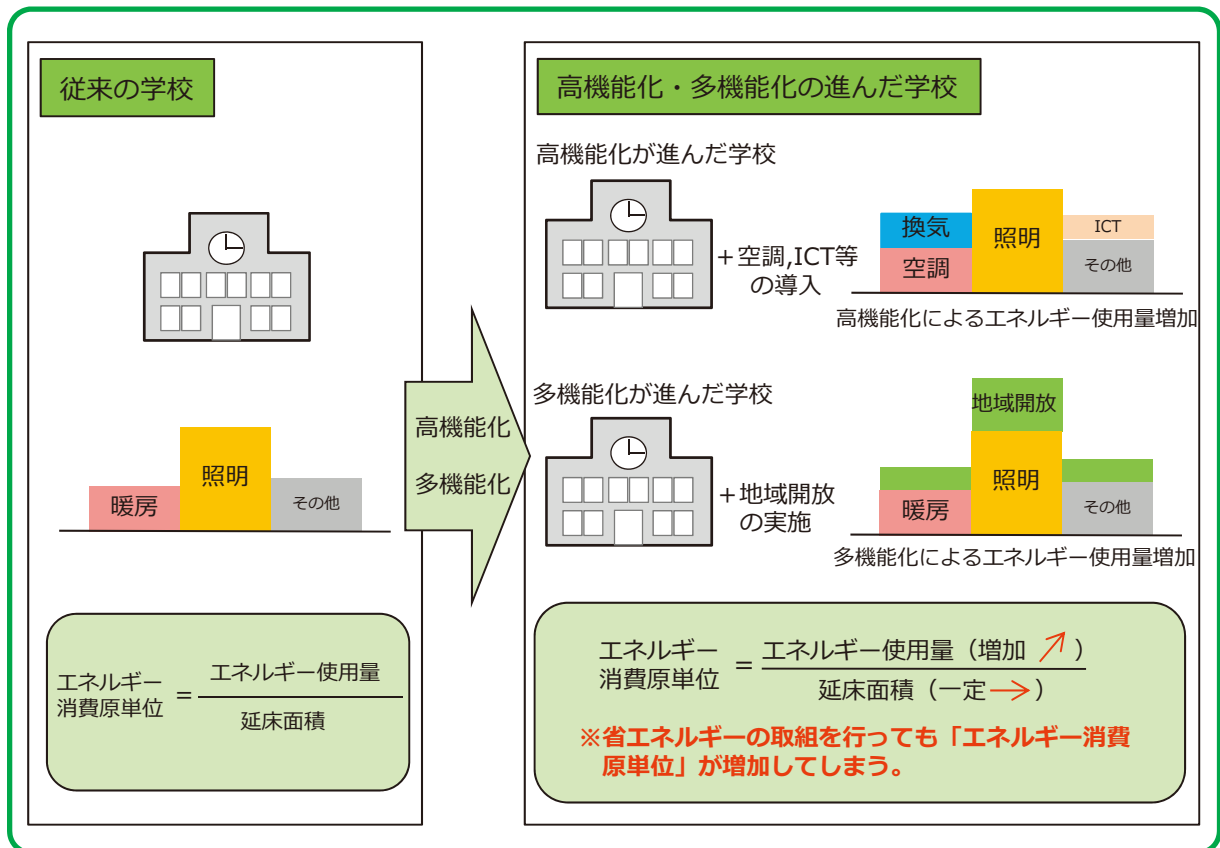 従来の学校
暖房
照明
その他
エネルギー
消費原単位
=
エネルギー使用量
延床面積
高機能化
多機能化
高機能化・多機能化の進んだ学校
高機能化が進んだ学校
+空調,ICT等
の導入
換気
空調
照明
ICT
その他
高機能化によるエネルギー使用量増加
多機能化が進んだ学校
+地域開放
の実施
地域開放
暖房
照明
その他
多機能化によるエネルギー使用量増加
エネルギー
消費原単位
=
エネルギー使用量（増加 ↗ ）
延床面積（一定→）
※省エネルギーの取組を行っても「エネルギー消費
原単位」が増加してしまう。